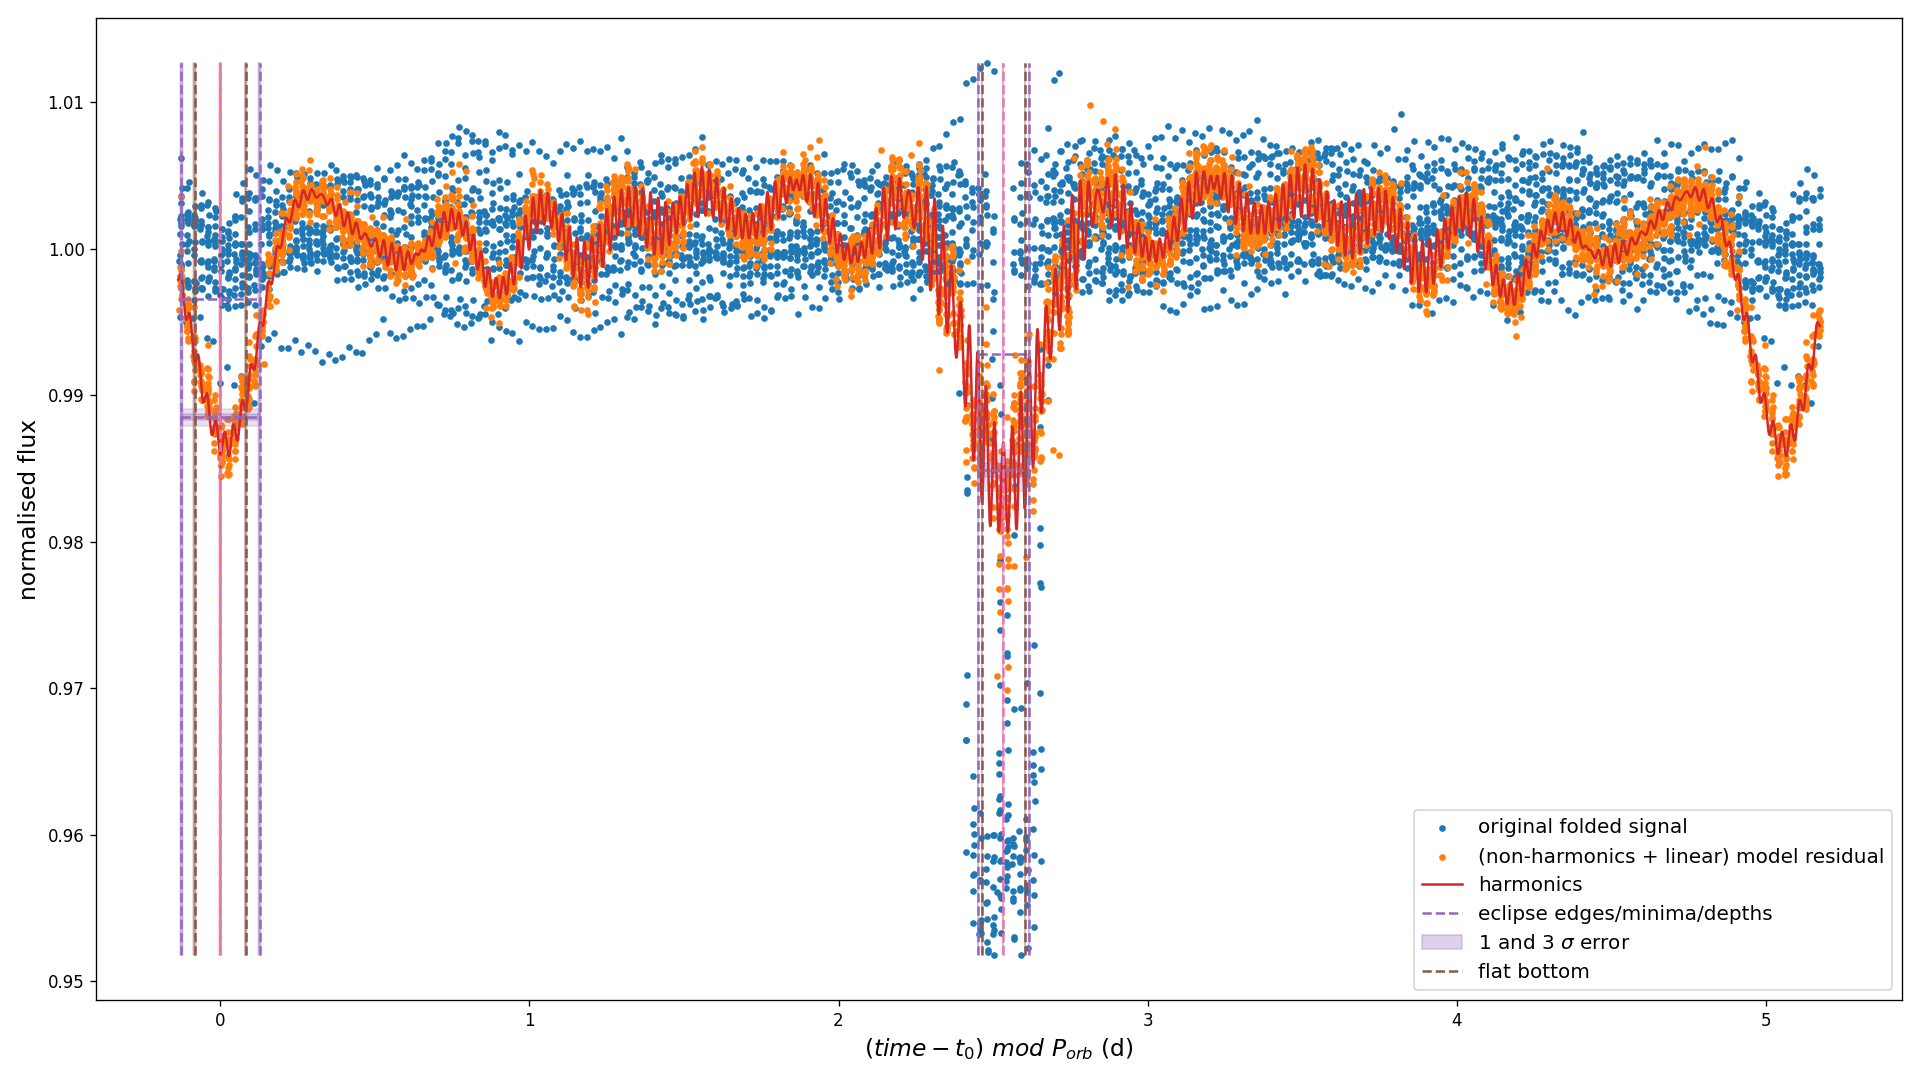 1.01
1.00
0.99
0.98
0.97
0.96
0.95
normalised flux
0 1 2 3 4 5
(time − t₀) mod P_orb (d)
original folded signal
(non-harmonics + linear) model residual
harmonics
eclipse edges/minima/depths
1 and 3 σ error
flat bottom